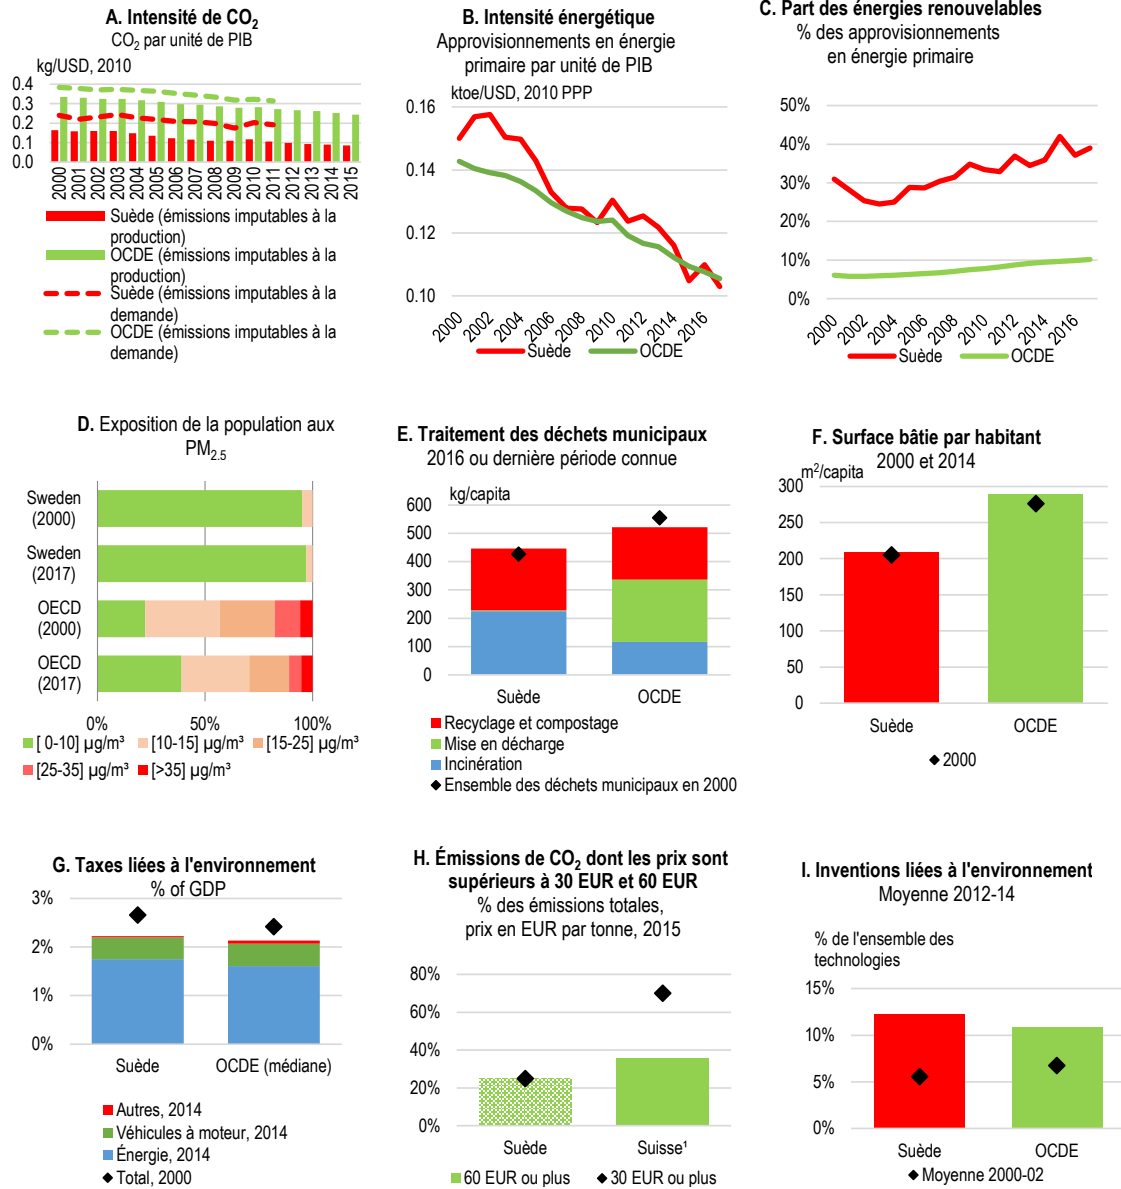 A. Intensité de CO2
CO2 par unité de PIB
kg/USD, 2010
0.4
0.3
0.2
0.1
0.0
2000 2001 2002 2003 2004 2005 2006 2007 2008 2009 2010 2011 2012 2013 2014 2015
Suède (émissions imputables à la
production)
OCDE (émissions imputables à la
production)
Suède (émissions imputables à la
demande)
OCDE (émissions imputables à la
demande)
B. Intensité énergétique
Approvisionnements en énergie
primaire par unité de PIB
ktoe/USD, 2010 PPP
0.16
0.14
0.12
0.10
2000 2002 2004 2006 2008 2010 2012 2014 2016
Suède OCDE
C. Part des énergies renouvelables
% des approvisionnements
en énergie primaire
50%
40%
30%
20%
10%
0%
2000 2002 2004 2006 2008 2010 2012 2014 2016
Suède OCDE
D. Exposition de la population aux
PM2.5
Sweden
(2000)
Sweden
(2017)
OECD
(2000)
OECD
(2017)
0% 50% 100%
[ 0-10] µg/m³ [10-15] µg/m³ [15-25] µg/m³
[25-35] µg/m³ [>35] µg/m³
E. Traitement des déchets municipaux
2016 ou dernière période connue
kg/capita
600
500
400
300
200
100
0
Suède OCDE
Recyclage et compostage
Mise en décharge
Incinération
Ensemble des déchets municipaux en 2000
F. Surface bâtie par habitant
2000 et 2014
m2/capita
300
250
200
150
100
50
0
Suède OCDE
2000
G. Taxes liées à l'environnement
% of GDP
3%
2%
1%
0%
Suède OCDE (médiane)
Autres, 2014
Véhicules à moteur, 2014
Énergie, 2014
Total, 2000
H. Émissions de CO2 dont les prix sont
supérieurs à 30 EUR et 60 EUR
% des émissions totales,
prix en EUR par tonne, 2015
80%
60%
40%
20%
0%
Suède Suisse¹
60 EUR ou plus 30 EUR ou plus
I. Inventions liées à l'environnement
Moyenne 2012-14
% de l'ensemble des
technologies
15%
10%
5%
0%
Suède OCDE
Moyenne 2000-02